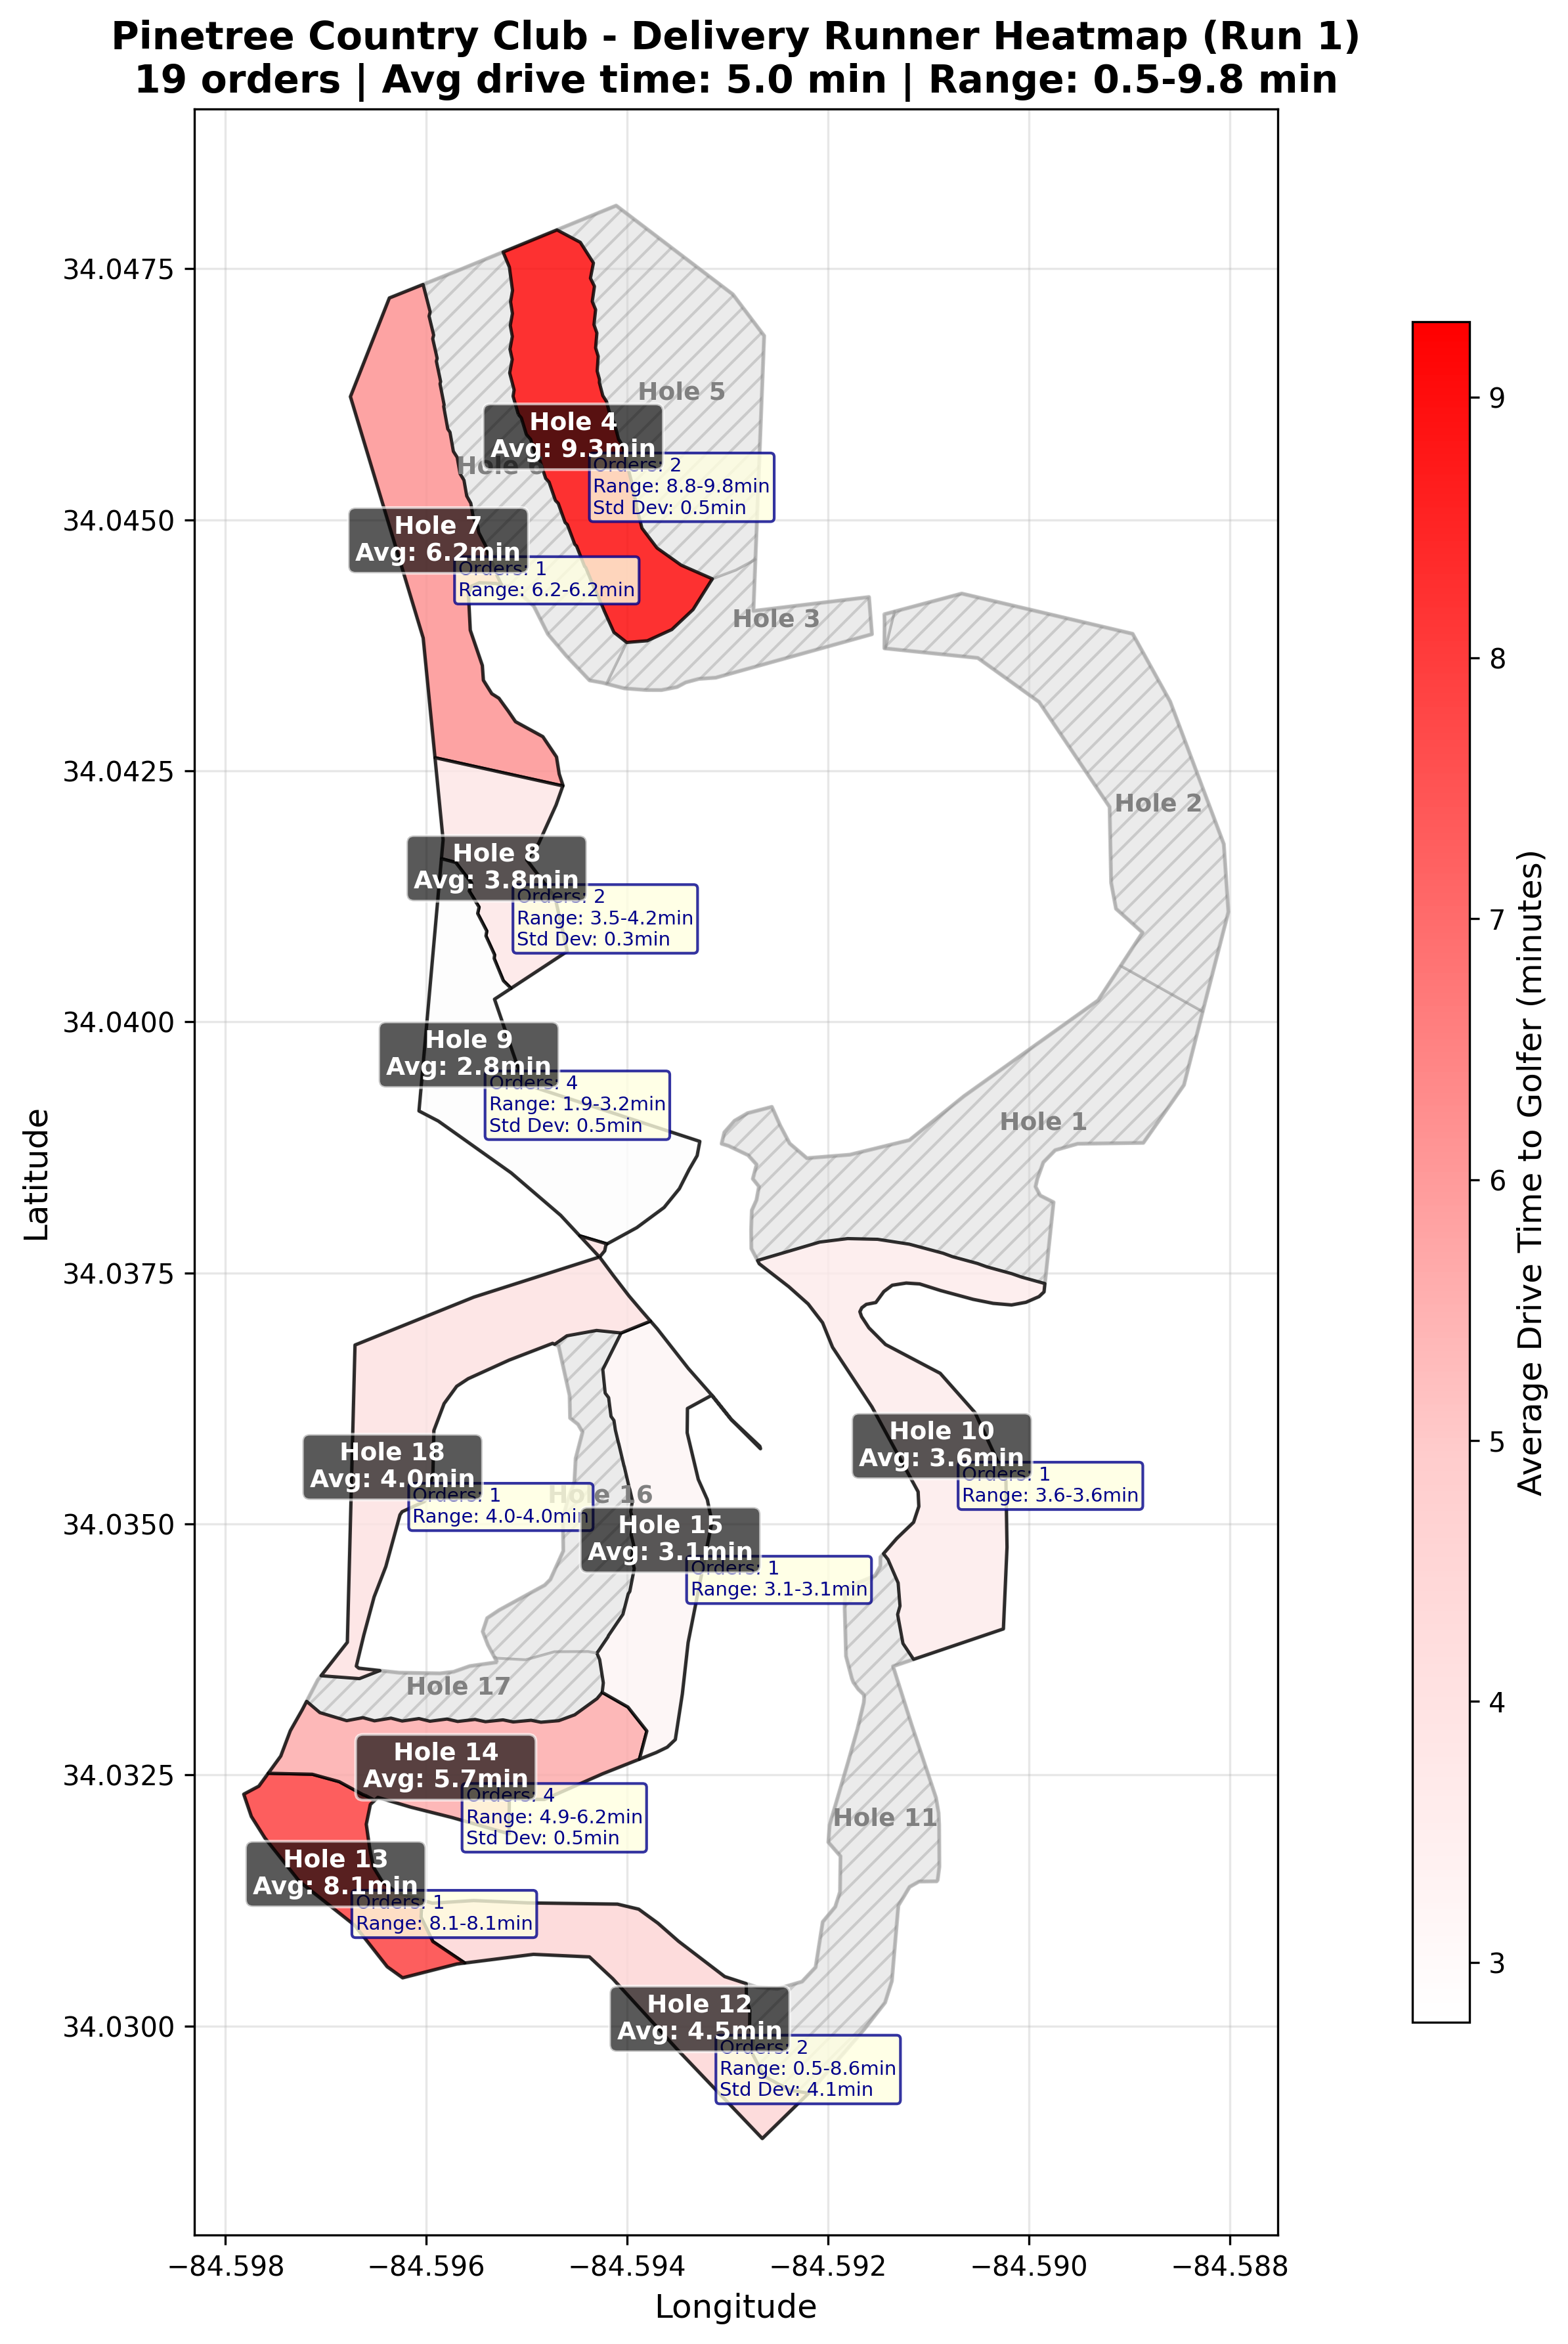 Pinetree Country Club - Delivery Runner Heatmap (Run 1)
19 orders | Avg drive time: 5.0 min | Range: 0.5-9.8 min
34.0475
34.0450
34.0425
34.0400
34.0375
34.0350
34.0325
34.0300
Latitude
−84.598
−84.596
−84.594
−84.592
−84.590
−84.588
Longitude
Hole 5
Hole 4
Avg: 9.3min
Orders: 2
Range: 8.8-9.8min
Std Dev: 0.5min
Hole 6
Hole 7
Avg: 6.2min
Orders: 1
Range: 6.2-6.2min
Hole 3
Hole 2
Hole 8
Avg: 3.8min
Orders: 2
Range: 3.5-4.2min
Std Dev: 0.3min
Hole 9
Avg: 2.8min
Orders: 4
Range: 1.9-3.2min
Std Dev: 0.5min
Hole 1
Hole 10
Avg: 3.6min
Orders: 1
Range: 3.6-3.6min
Hole 18
Avg: 4.0min
Orders: 1
Range: 4.0-4.0min
Hole 16
Hole 15
Avg: 3.1min
Orders: 1
Range: 3.1-3.1min
Hole 17
Hole 14
Avg: 5.7min
Orders: 4
Range: 4.9-6.2min
Std Dev: 0.5min
Hole 11
Hole 13
Avg: 8.1min
Orders: 1
Range: 8.1-8.1min
Hole 12
Avg: 4.5min
Orders: 2
Range: 0.5-8.6min
Std Dev: 4.1min
9
8
7
6
5
4
3
Average Drive Time to Golfer (minutes)